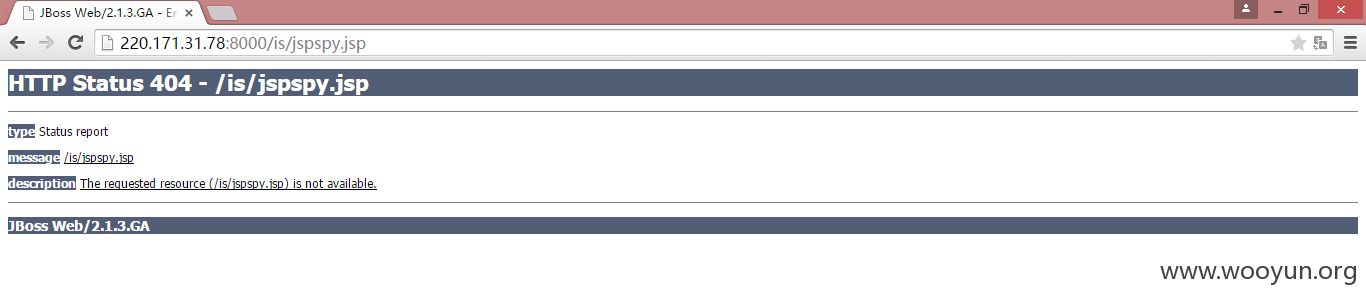 JBoss Web/2.1.3.GA - Er
220.171.31.78:8000/is/jspspy.jsp
HTTP Status 404 - /is/jspspy.jsp
type Status report
message /is/jspspy.jsp
description The requested resource (/is/jspspy.jsp) is not available.
JBoss Web/2.1.3.GA
www.wooyun.org